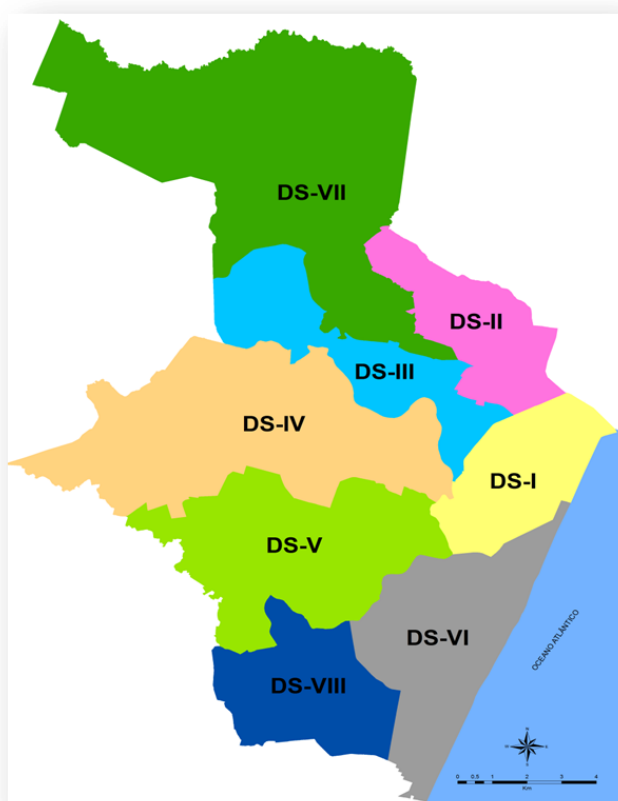 DS-VII
DS-II
DS-III
DS-IV
DS-I
DS-V
DS-VI
DS-VIII
OCEANO ATLÂNTICO
N
S
0 0,5 1 2 3 4
Km